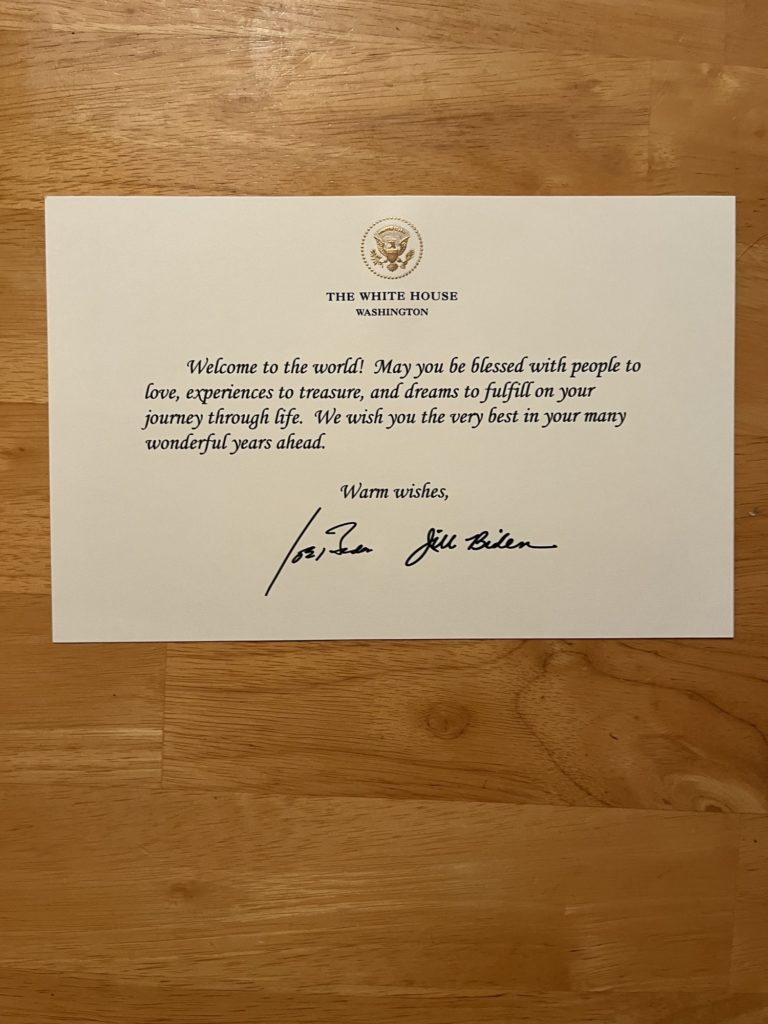 THE WHITE HOUSE
WASHINGTON
Welcome to the world!  May you be blessed with people to
love, experiences to treasure, and dreams to fulfill on your
journey through life.  We wish you the very best in your many
wonderful years ahead.
Warm wishes,
Joe Biden Jill Biden